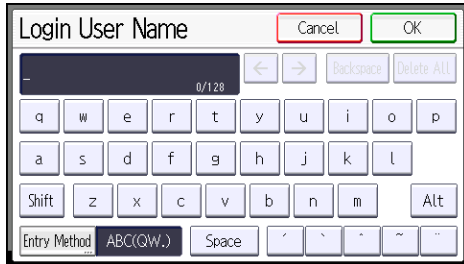 Login User Name Cancel OK
_ ← → Backspace Delete All
0/128
q w e r t y u i o p
a s d f g h j k l
Shift z x c v b n m Alt
Entry Method ABC(QW.) Space ´ ` ^ ~ ¨